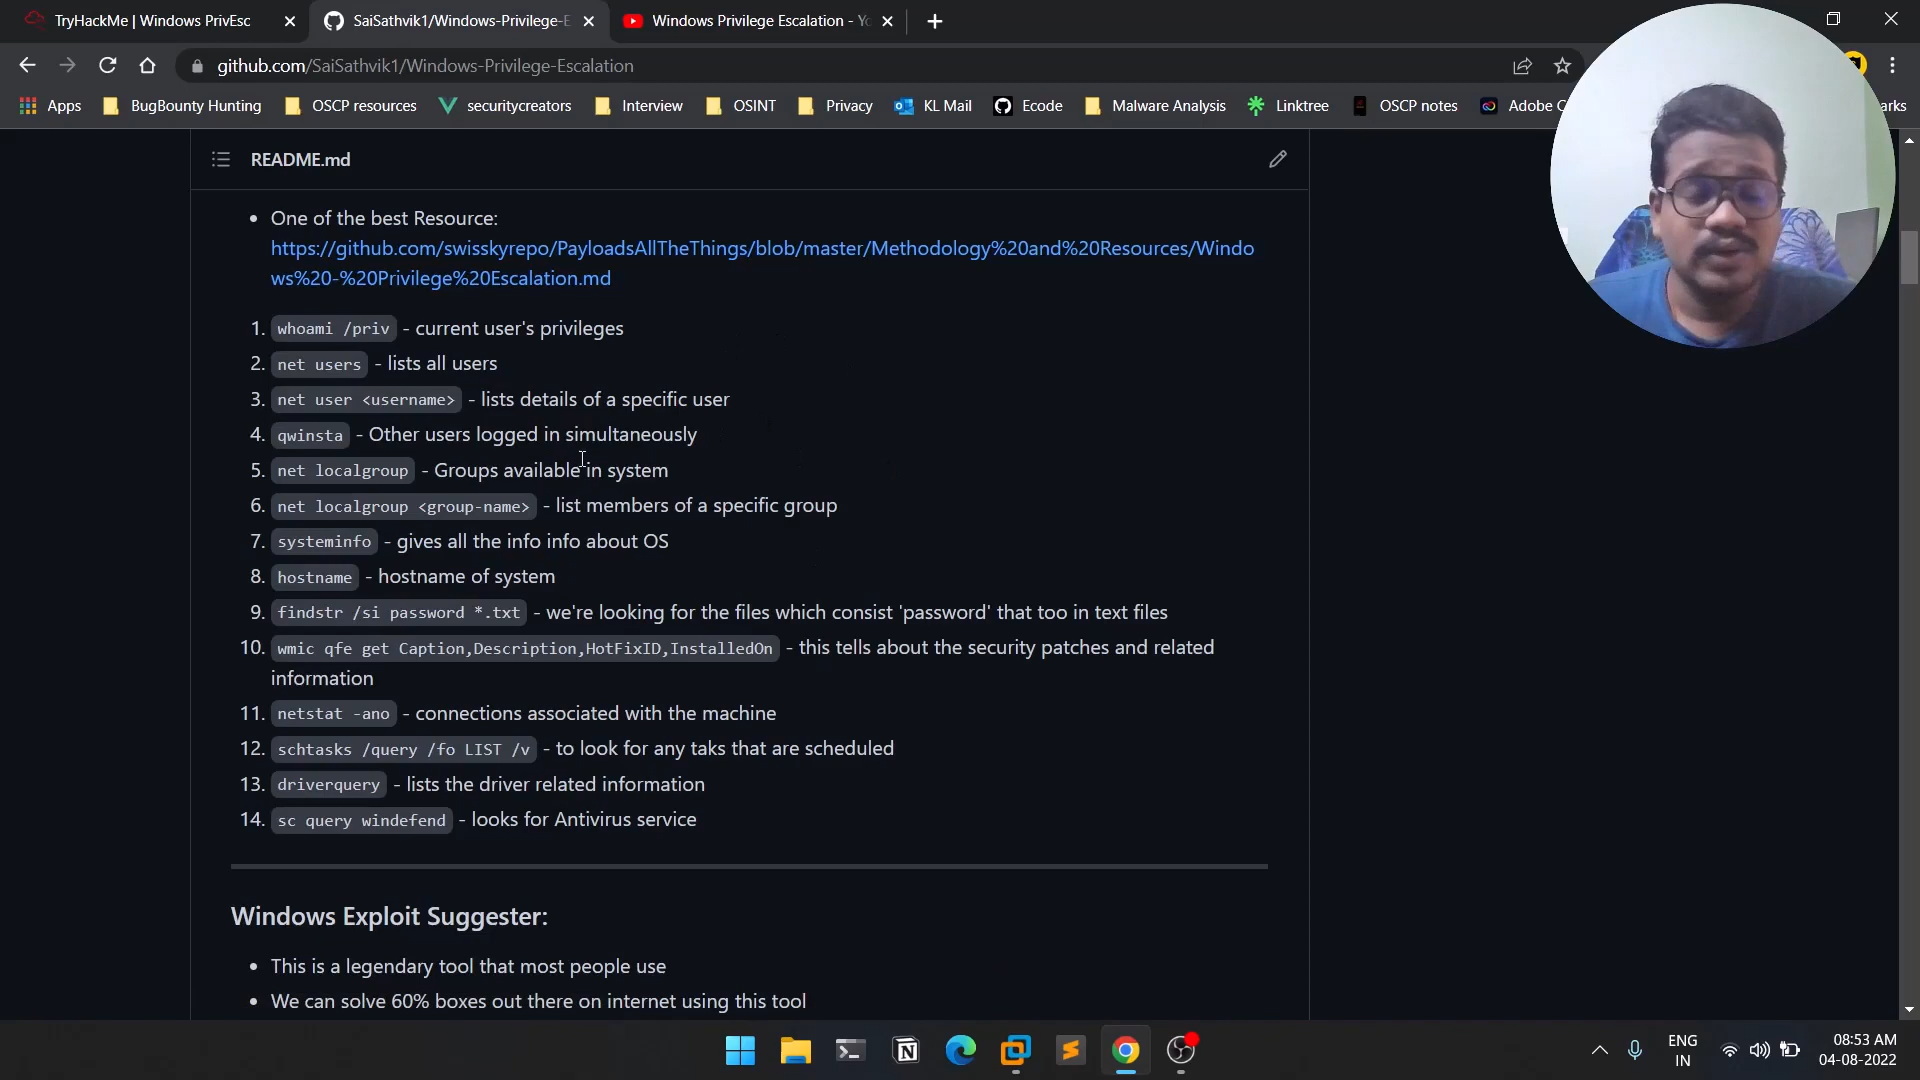 TryHackMe | Windows PrivEsc
SaiSathvik1/Windows-Privilege-E
Windows Privilege Escalation - Yo
github.com/SaiSathvik1/Windows-Privilege-Escalation
Apps
BugBounty Hunting
OSCP resources
securitycreators
Interview
OSINT
Privacy
KL Mail
Ecode
Malware Analysis
Linktree
OSCP notes
Adobe C
arks
README.md
One of the best Resource:
https://github.com/swisskyrepo/PayloadsAllTheThings/blob/master/Methodology%20and%20Resources/Windo
ws%20-%20Privilege%20Escalation.md
1. whoami /priv - current user's privileges
2. net users - lists all users
3. net user <username> - lists details of a specific user
4. qwinsta - Other users logged in simultaneously
5. net localgroup - Groups available in system
6. net localgroup <group-name> - list members of a specific group
7. systeminfo - gives all the info info about OS
8. hostname - hostname of system
9. findstr /si password *.txt - we're looking for the files which consist 'password' that too in text files
10. wmic qfe get Caption,Description,HotFixID,InstalledOn - this tells about the security patches and related
information
11. netstat -ano - connections associated with the machine
12. schtasks /query /fo LIST /v - to look for any taks that are scheduled
13. driverquery - lists the driver related information
14. sc query windefend - looks for Antivirus service
Windows Exploit Suggester:
This is a legendary tool that most people use
We can solve 60% boxes out there on internet using this tool
ENG
IN
08:53 AM
04-08-2022